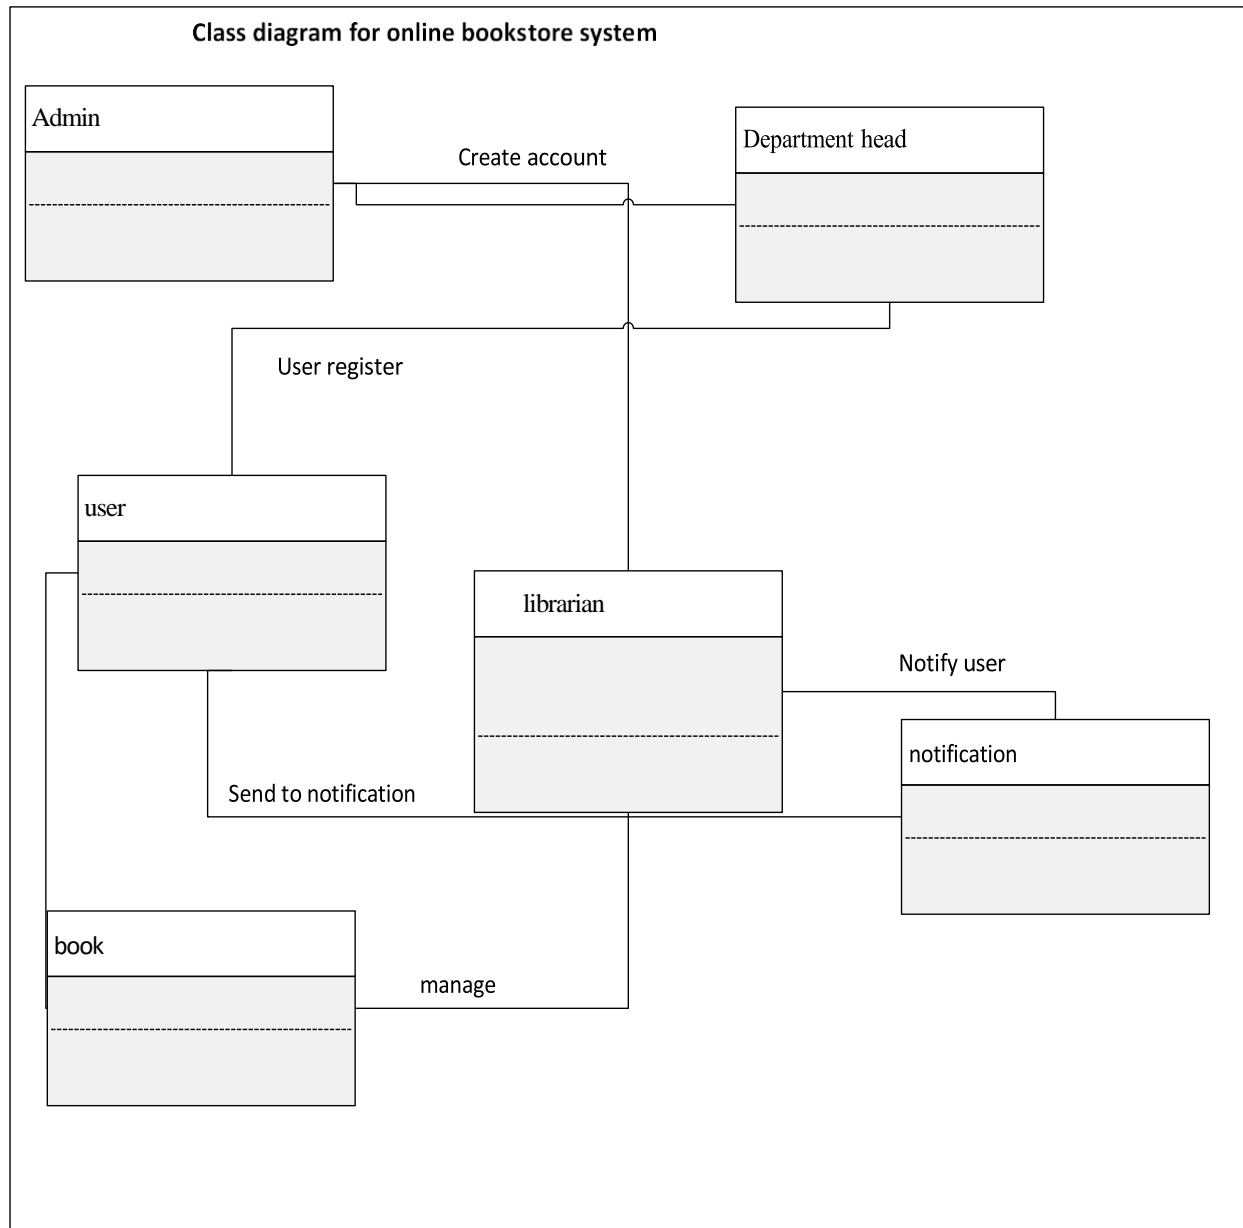 Class diagram for online bookstore system
Admin
Department head
Create account
User register
user
librarian
Notify user
notification
Send to notification
book
manage